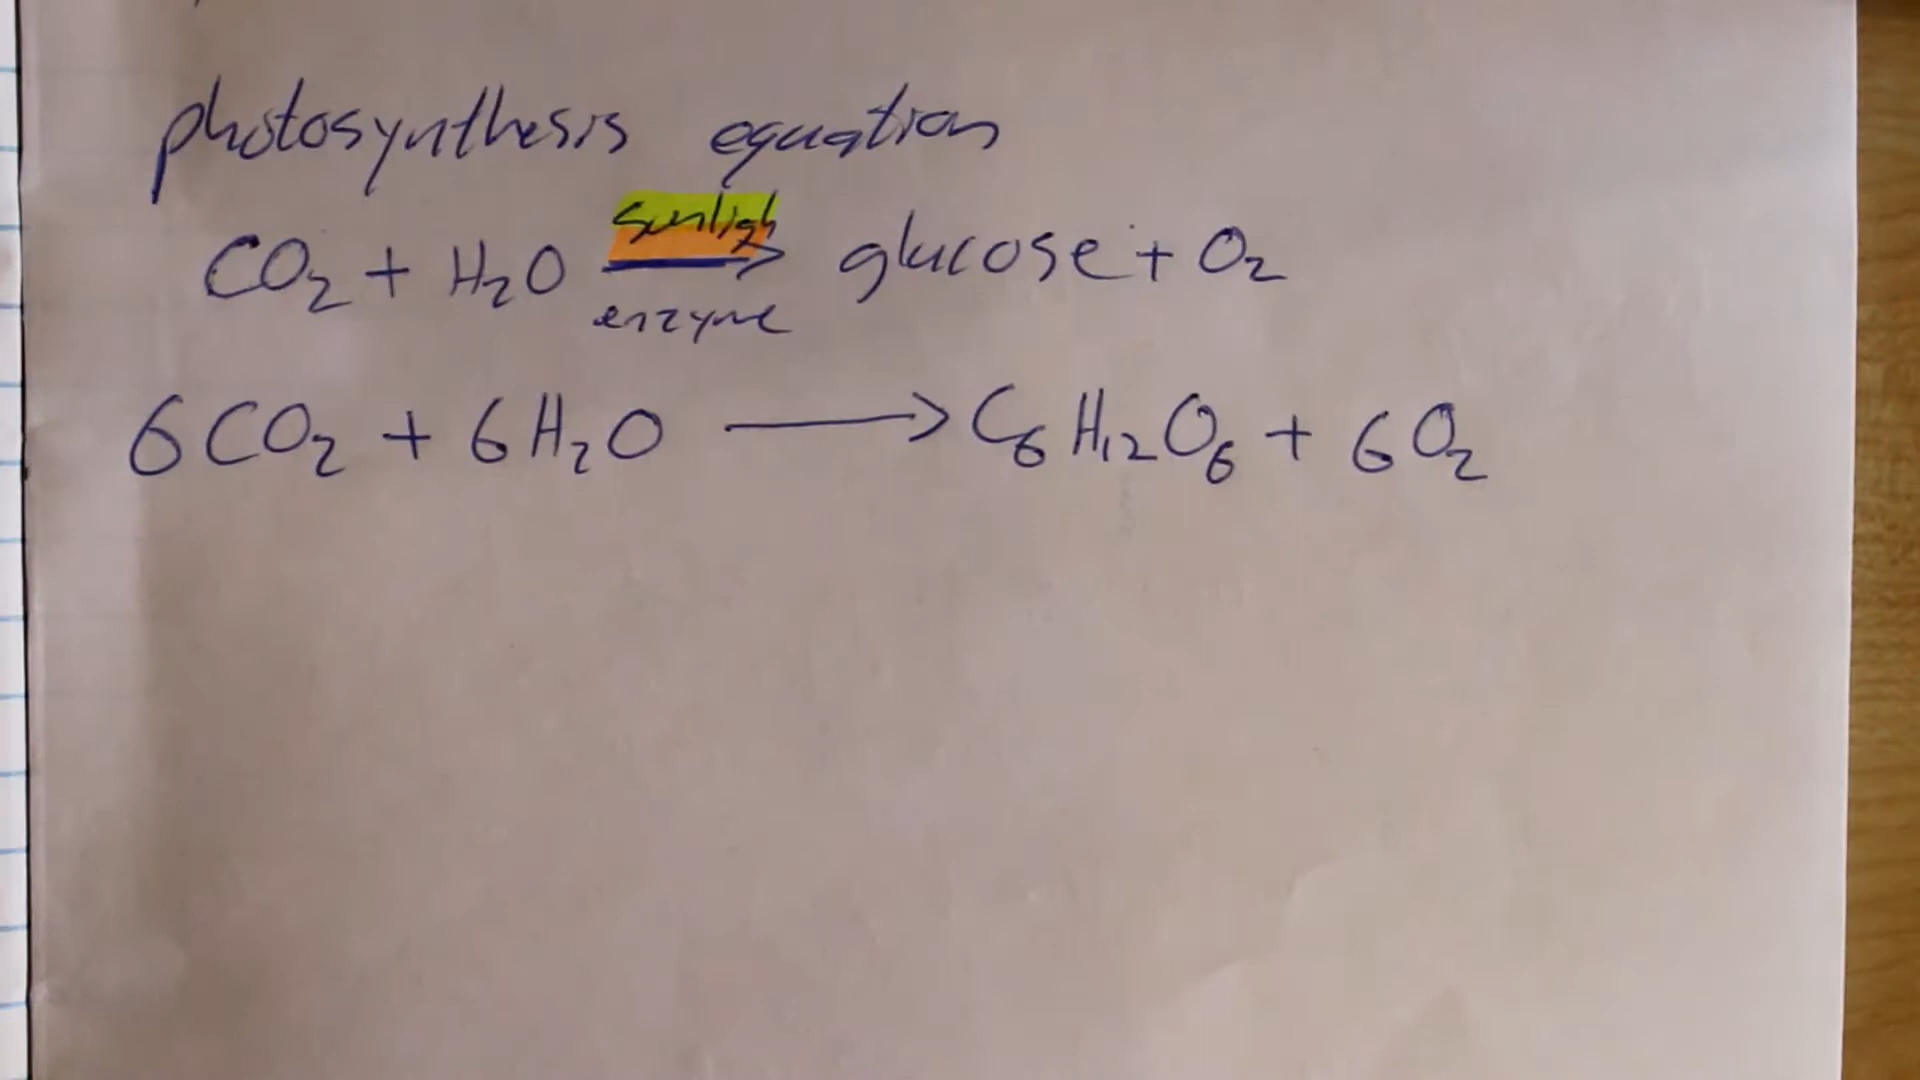 photosynthesis equation
CO₂ + H₂O sunligh → enzyme glucose + O₂
6CO₂ + 6H₂O → C₆H₁₂O₆ + 6O₂